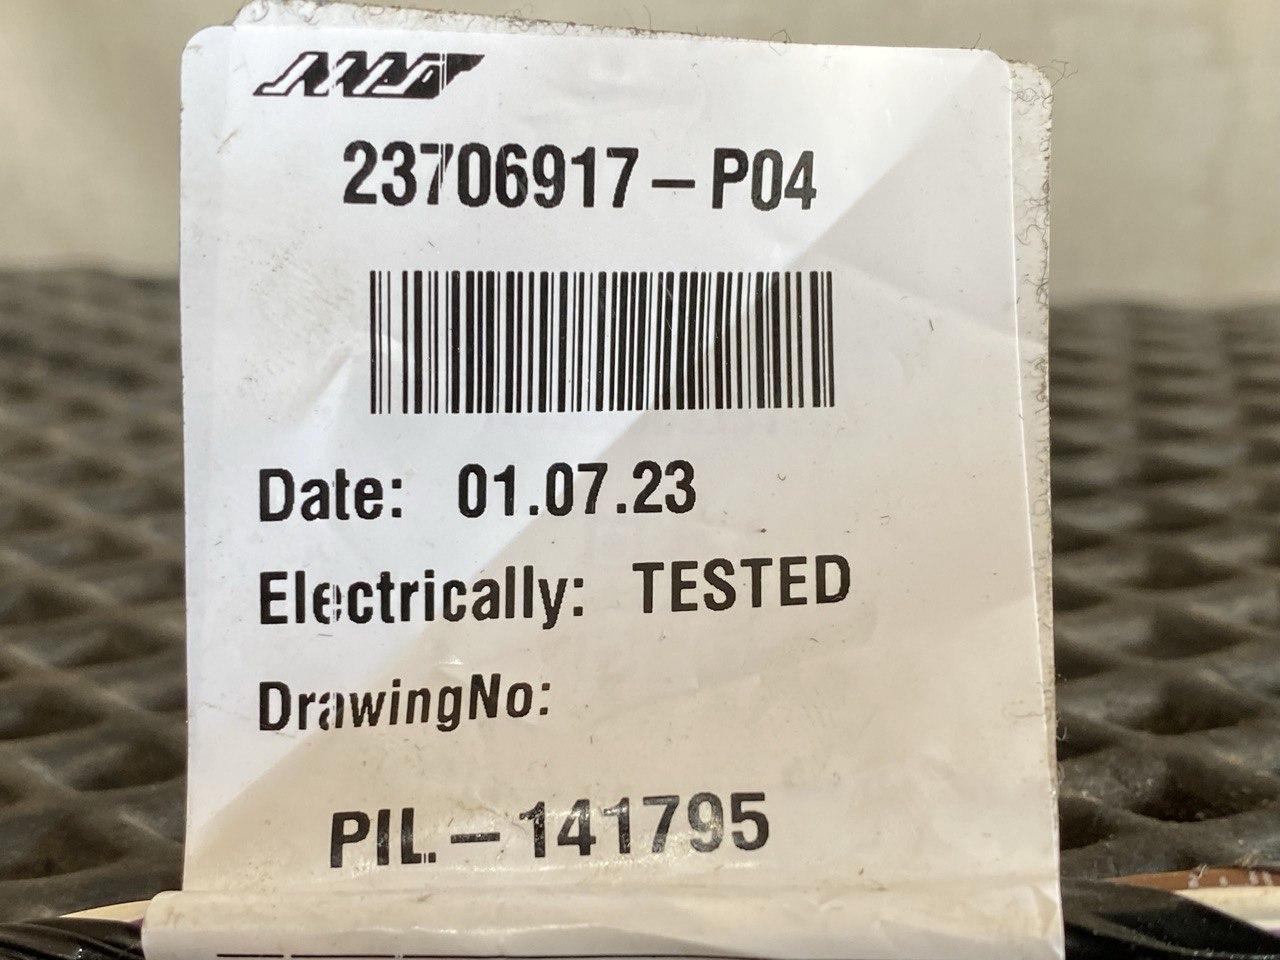 23706917-P04
Date: 01.07.23
Electrically: TESTED
DrawingNo:
PIL.-141795